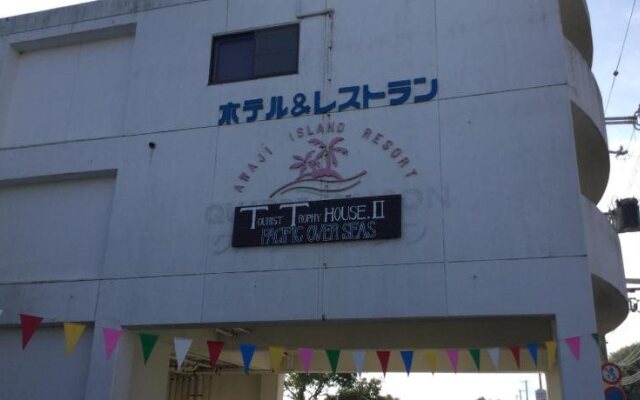 ホテル&レストラン
AWAJI ISLAND RESORT
TOURIST TROPHY HOUSE.II
PACIFIC OVER SEAS